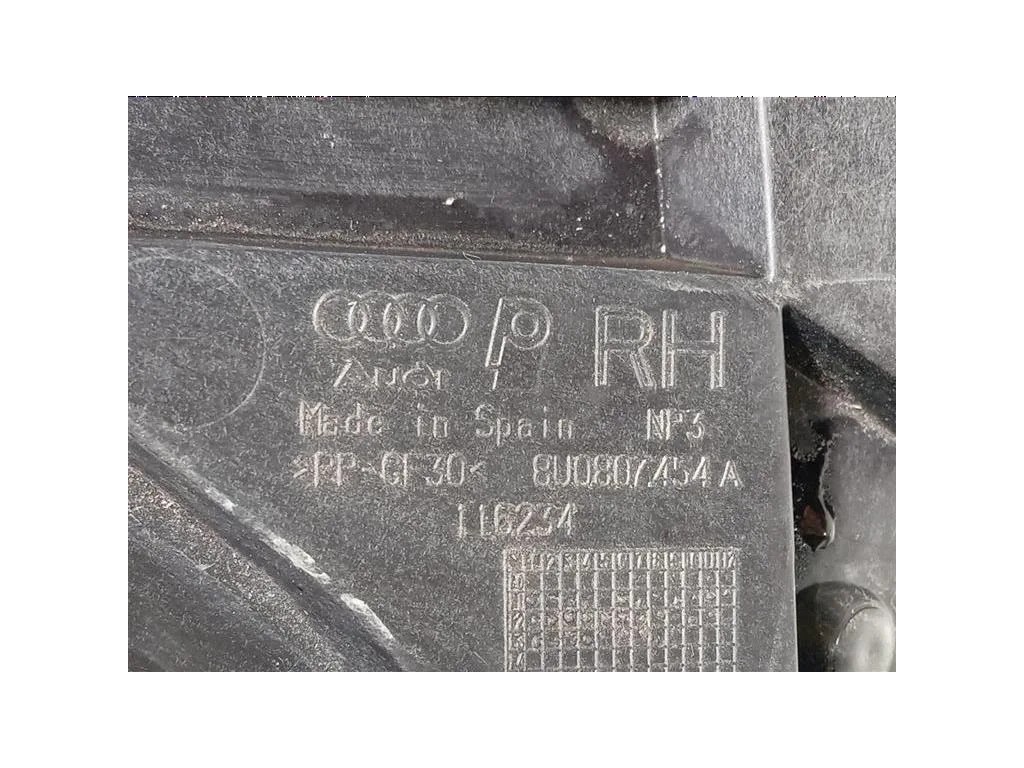 Audi
RH
Made in Spain NP3
>PP-GF30< 8U0807454 A
116234